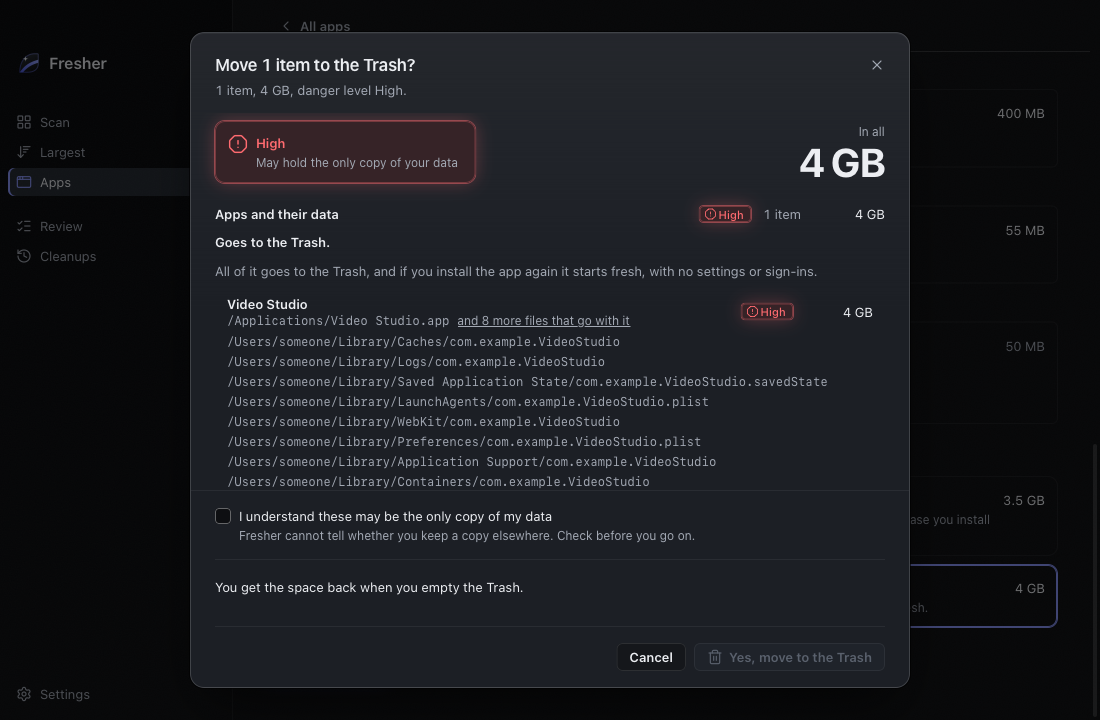 All apps
Fresher
Scan
Largest
Apps
Review
Cleanups
Settings
Move 1 item to the Trash?
1 item, 4 GB, danger level High.
High
May hold the only copy of your data
In all
4 GB
Apps and their data
High
1 item
4 GB
Goes to the Trash.
All of it goes to the Trash, and if you install the app again it starts fresh, with no settings or sign-ins.
Video Studio
/Applications/Video Studio.app and 8 more files that go with it
High
4 GB
/Users/someone/Library/Caches/com.example.VideoStudio
/Users/someone/Library/Logs/com.example.VideoStudio
/Users/someone/Library/Saved Application State/com.example.VideoStudio.savedState
/Users/someone/Library/LaunchAgents/com.example.VideoStudio.plist
/Users/someone/Library/WebKit/com.example.VideoStudio
/Users/someone/Library/Preferences/com.example.VideoStudio.plist
/Users/someone/Library/Application Support/com.example.VideoStudio
/Users/someone/Library/Containers/com.example.VideoStudio
I understand these may be the only copy of my data
Fresher cannot tell whether you keep a copy elsewhere. Check before you go on.
You get the space back when you empty the Trash.
Cancel
Yes, move to the Trash
400 MB
55 MB
50 MB
3.5 GB
you install
4 GB